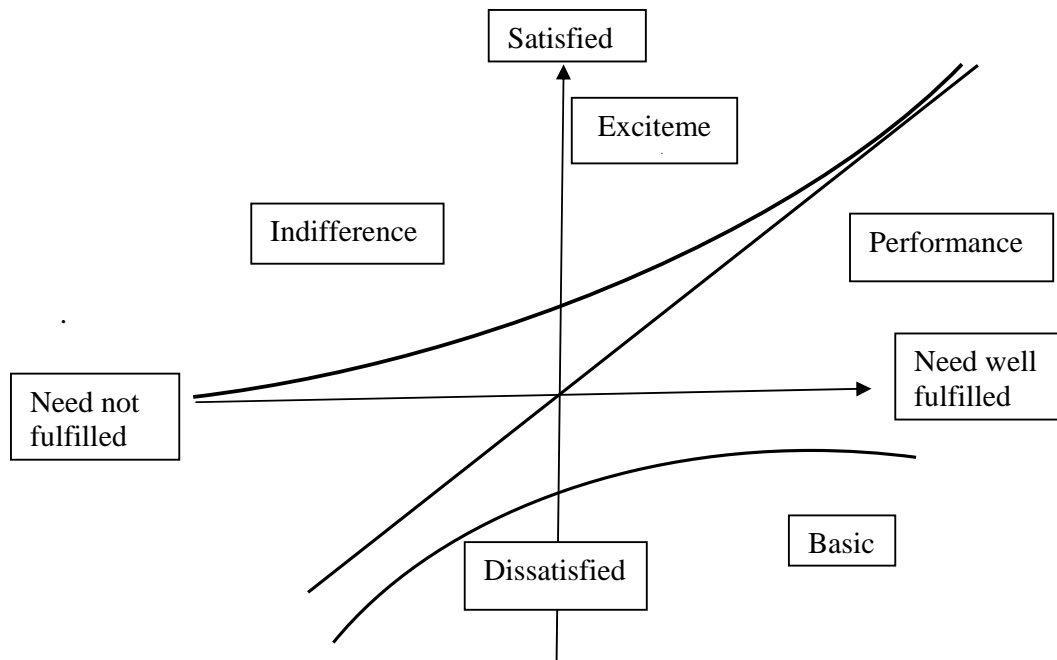 Satisfied
Exciteme
Indifference
Performance
Need well
fulfilled
Need not
fulfilled
Basic
Dissatisfied